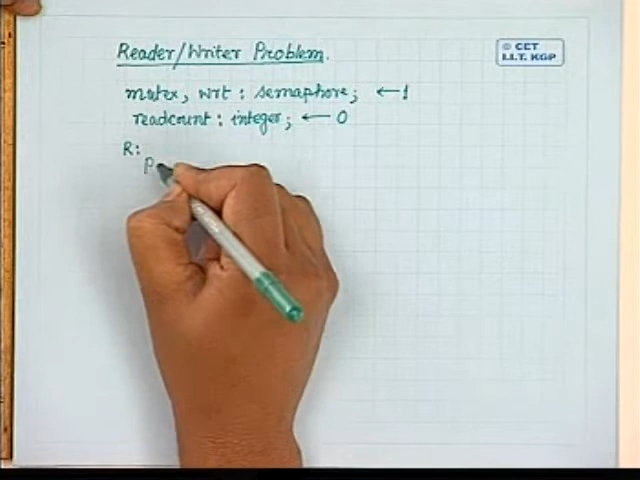 Reader/Writer Problem.
© CET
I.I.T. KGP
mutex, wrt : semaphore; ← 1
readcount : integer; ← 0
R:
P